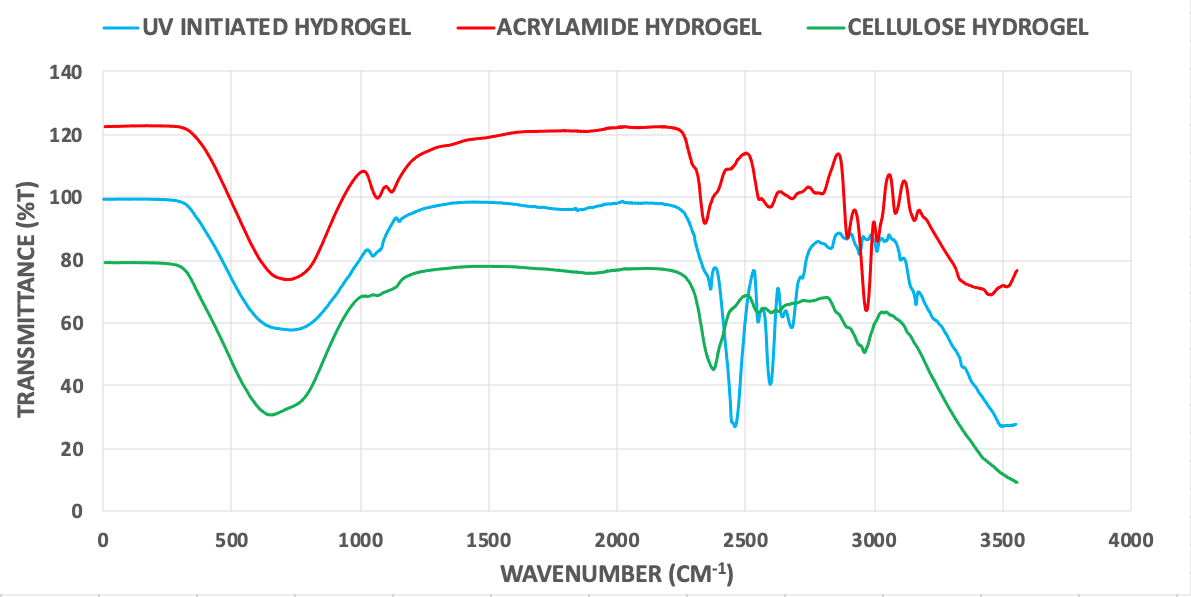 UV INITIATED HYDROGEL ACRYLAMIDE HYDROGEL CELLULOSE HYDROGEL
TRANSMITTANCE (%T)
140
120
100
80
60
40
20
0
0 500 1000 1500 2000 2500 3000 3500 4000
WAVENUMBER (CM⁻¹)